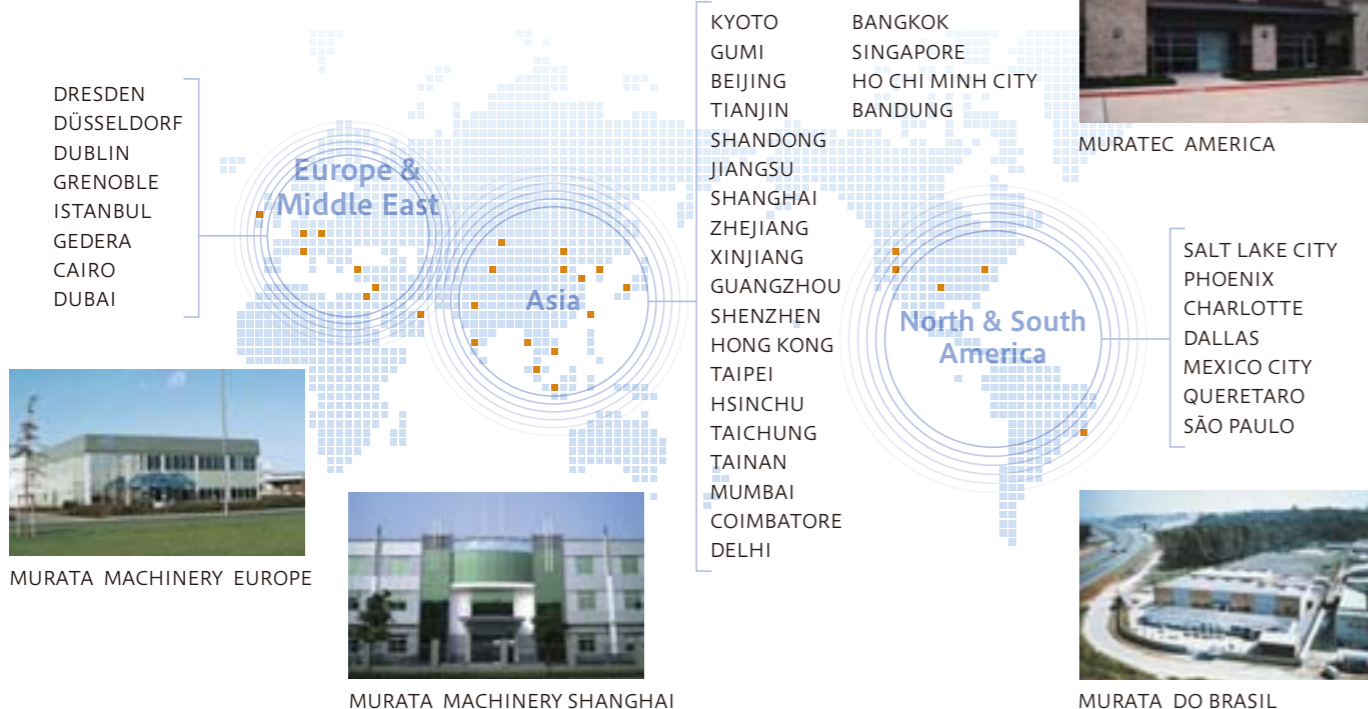 DRESDEN
DÜSSELDORF
DUBLIN
GRENOBLE
ISTANBUL
GEDERA
CAIRO
DUBAI
Europe &
Middle East
MURATA MACHINERY EUROPE
Asia
MURATA MACHINERY SHANGHAI
KYOTO
GUMI
BEIJING
TIANJIN
SHANDONG
JIANGSU
SHANGHAI
ZHEJIANG
XINJIANG
GUANGZHOU
SHENZHEN
HONG KONG
TAIPEI
HSINCHU
TAICHUNG
TAINAN
MUMBAI
COIMBATORE
DELHI
BANGKOK
SINGAPORE
HO CHI MINH CITY
BANDUNG
MURATEC AMERICA
North & South
America
SALT LAKE CITY
PHOENIX
CHARLOTTE
DALLAS
MEXICO CITY
QUERETARO
SÃO PAULO
MURATA DO BRASIL